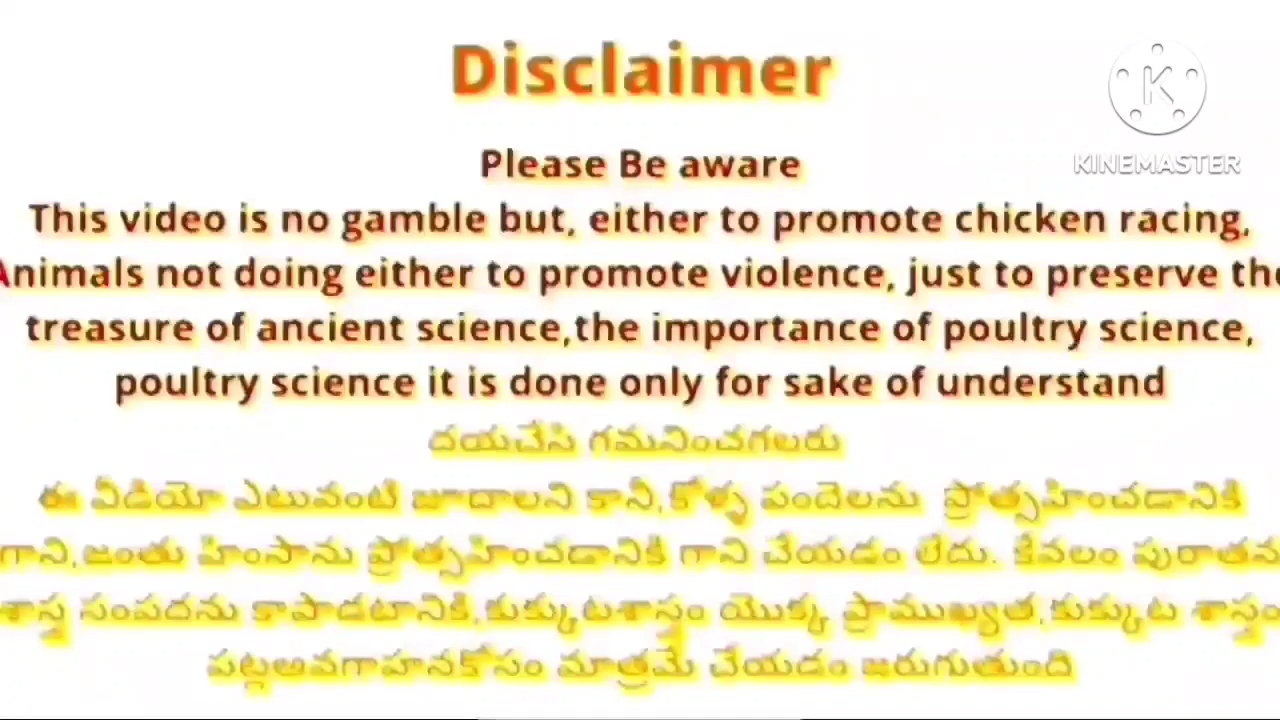 Disclaimer
KINEMASTER
Please Be aware
This video is no gamble but, either to promote chicken racing,
Animals not doing either to promote violence, just to preserve the
treasure of ancient science,the importance of poultry science,
poultry science it is done only for sake of understand
దయచేసి గమనించగలరు
ఈ వీడియో ఎటువంటి జూదాలని కానీ,కోళ్ళ పందెలను ప్రోత్సహించడానికి
గాని,జంతు హింసాను ప్రోత్సహించడానికి గాని చేయడం లేదు. కేవలం పురాతన
శాస్త్ర సంపదను కాపాడటానికి,కుక్కుటశాస్త్రం యొక్క ప్రాముఖ్యత,కుక్కుట శాస్త్రం
పట్లఅవగాహనకోసం మాత్రమే చేయడం జరుగుతుంది